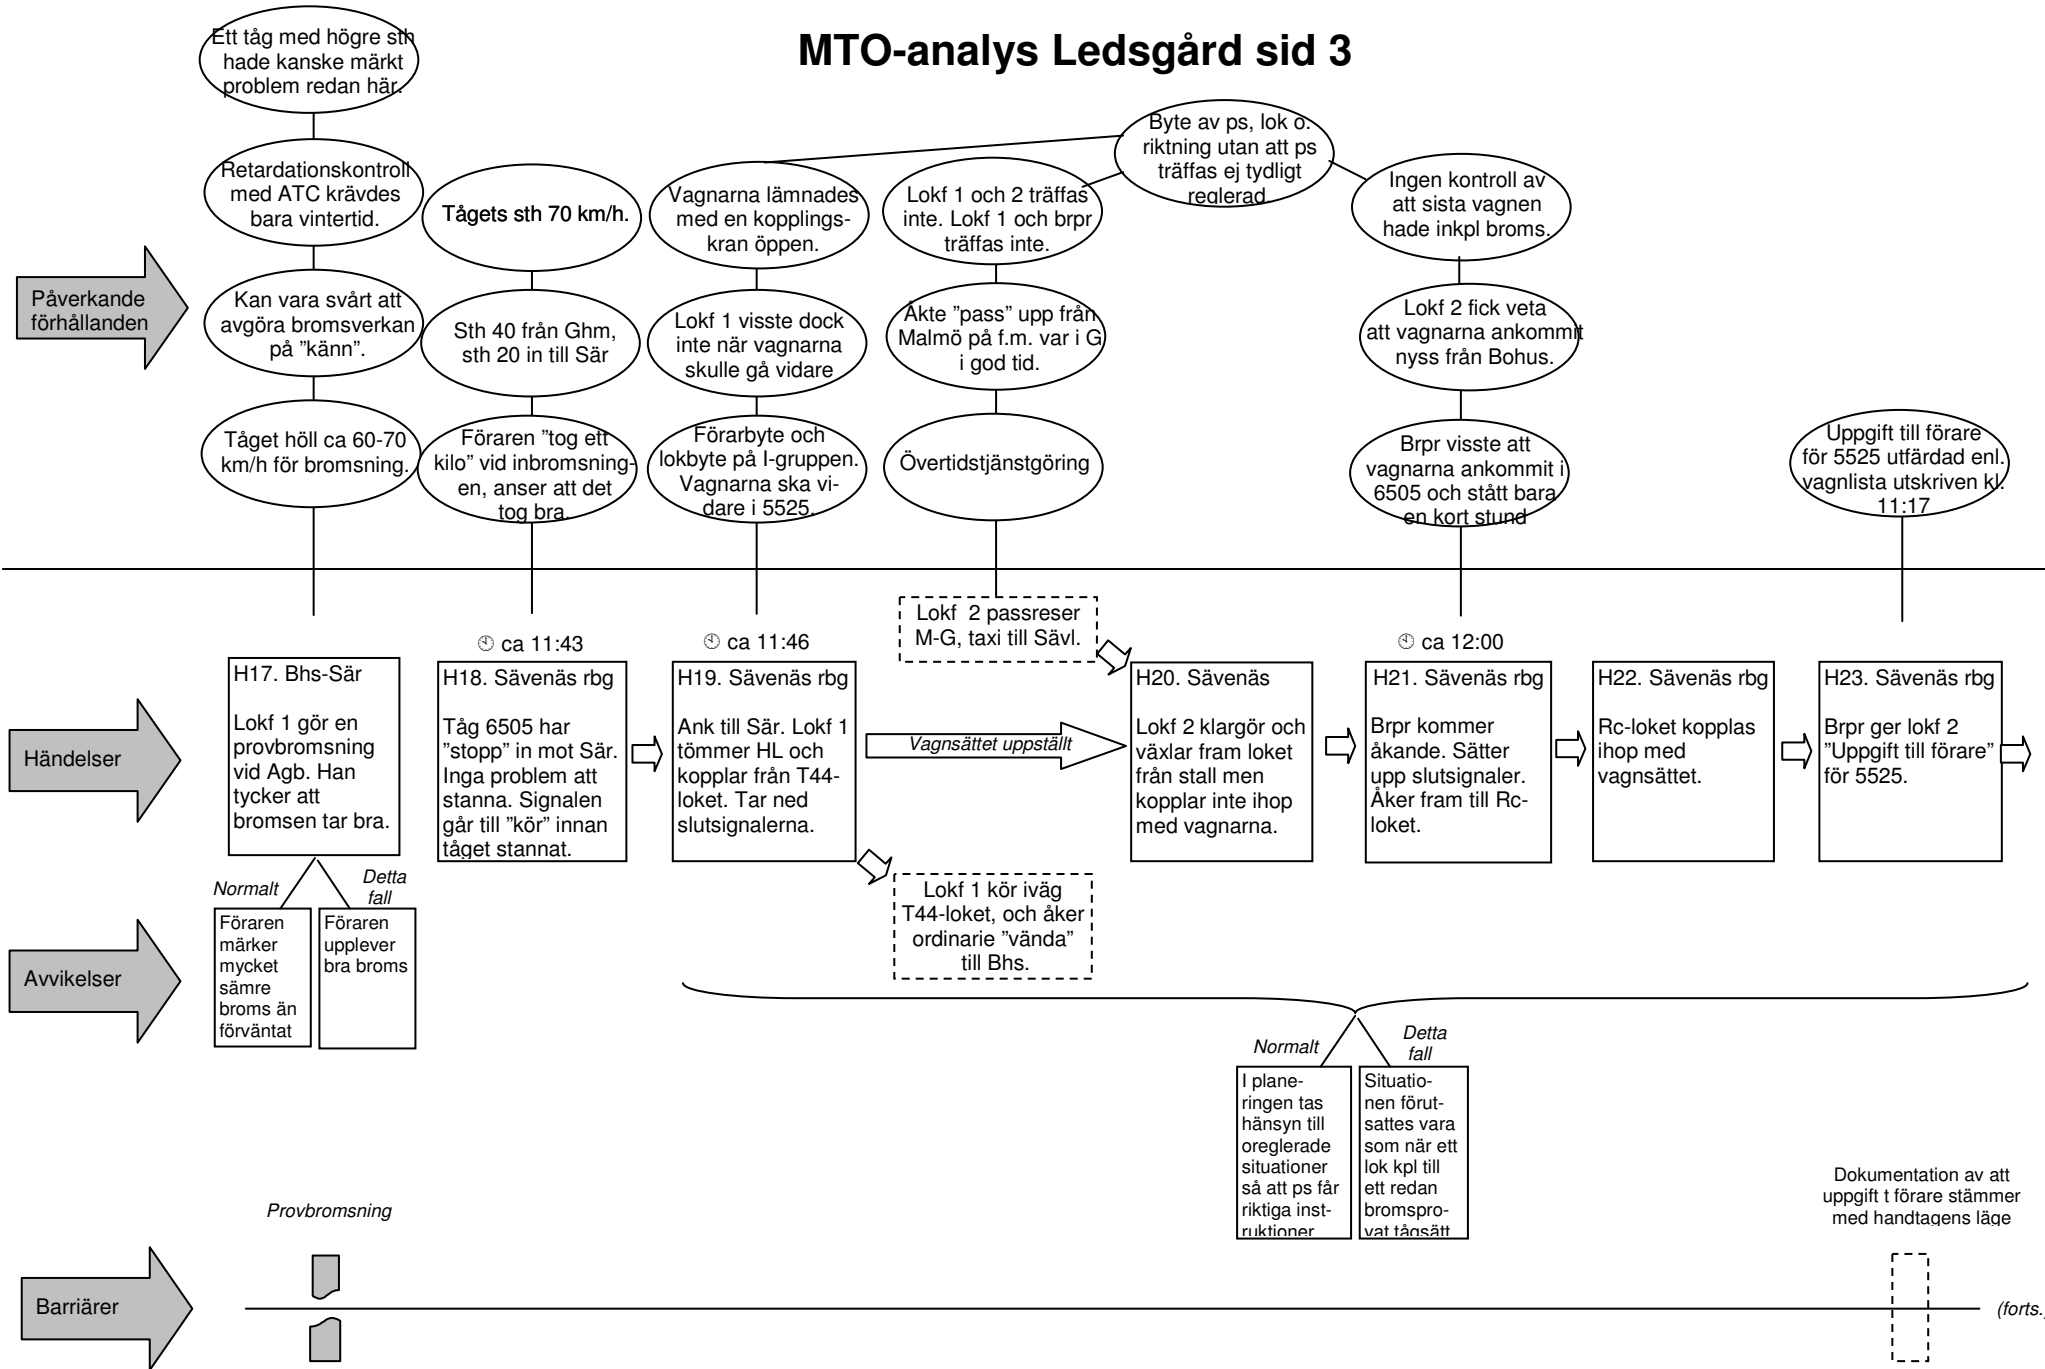 MTO-analys Ledsgård sid 3
Ett tåg med högre sth
hade kanske märkt
problem redan här.
Retardationskontroll
med ATC krävdes
bara vintertid.
Kan vara svårt att
avgöra bromsverkan
på ”känn”.
Tåget höll ca 60-70
km/h för bromsning.
Tågets sth 70 km/h.
Sth 40 från Ghm,
sth 20 in till Sär
Föraren ”tog ett
kilo” vid inbromsning-
en, anser att det
tog bra.
Vagnarna lämnades
med en kopplings-
kran öppen.
Lokf 1 visste dock
inte när vagnarna
skulle gå vidare
Förarbyte och
lokbyte på I-gruppen.
Vagnarna ska vi-
dare i 5525.
Lokf 1 och 2 träffas
inte. Lokf 1 och brpr
träffas inte.
Åkte ”pass” upp från
Malmö på f.m. var i G
i god tid.
Övertidstjänstgöring
Byte av ps, lok o.
riktning utan att ps
träffas ej tydligt
reglerad.
Ingen kontroll av
att sista vagnen
hade inkpl broms.
Lokf 2 fick veta
att vagnarna ankommit
nyss från Bohus.
Brpr visste att
vagnarna ankommit i
6505 och stått bara
en kort stund
Uppgift till förare
för 5525 utfärdad enl.
vagnlista utskriven kl.
11:17
Påverkande
förhållanden
Lokf 2 passreser
M-G, taxi till Sävl.
ca 11:43
ca 11:46
ca 12:00
Händelser
H17. Bhs-Sär
Lokf 1 gör en
provbromsning
vid Agb. Han
tycker att
bromsen tar bra.
H18. Sävenäs rbg
Tåg 6505 har
”stopp” in mot Sär.
Inga problem att
stanna. Signalen
går till ”kör” innan
tåget stannat.
H19. Sävenäs rbg
Ank till Sär. Lokf 1
tömmer HL och
kopplar från T44-
loket. Tar ned
slutsignalerna.
Vagnsättet uppställt
H20. Sävenäs
Lokf 2 klargör och
växlar fram loket
från stall men
kopplar inte ihop
med vagnarna.
H21. Sävenäs rbg
Brpr kommer
åkande. Sätter
upp slutsignaler.
Åker fram till Rc-
loket.
H22. Sävenäs rbg
Rc-loket kopplas
ihop med
vagnsättet.
H23. Sävenäs rbg
Brpr ger lokf 2
”Uppgift till förare”
för 5525.
Lokf 1 kör iväg
T44-loket, och åker
ordinarie ”vända”
till Bhs.
Avvikelser
Normalt
Detta
fall
Föraren
märker
mycket
sämre
broms än
förväntat
Föraren
upplever
bra broms
Normalt
Detta
fall
I plane-
ringen tas
hänsyn till
oreglerade
situationer
så att ps får
riktiga inst-
ruktioner
Situatio-
nen förut-
sattes vara
som när ett
lok kpl till
ett redan
bromspro-
vat tågsätt
Barriärer
Provbromsning
Dokumentation av att
uppgift t förare stämmer
med handtagens läge
(forts.)